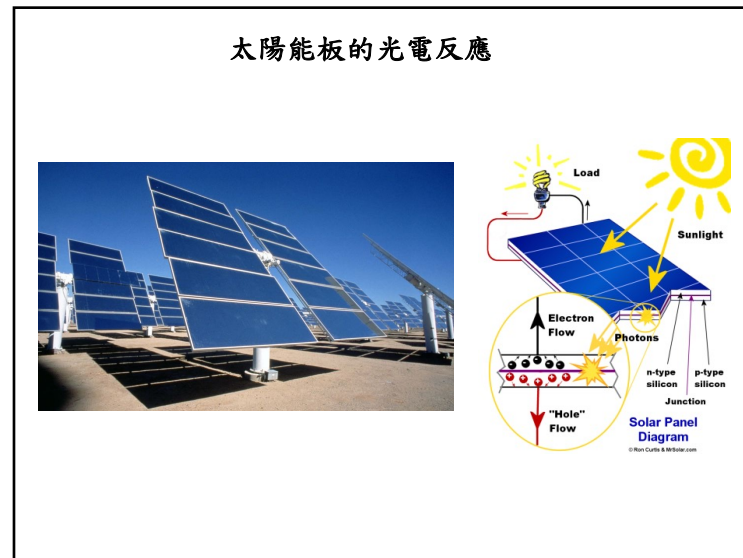 太陽能板的光電反應
Load
Sunlight
Electron
Flow
Photons
n-type
silicon
p-type
silicon
Junction
"Hole"
Flow
Solar Panel
Diagram
© Ron Curtis & MrSolar.com